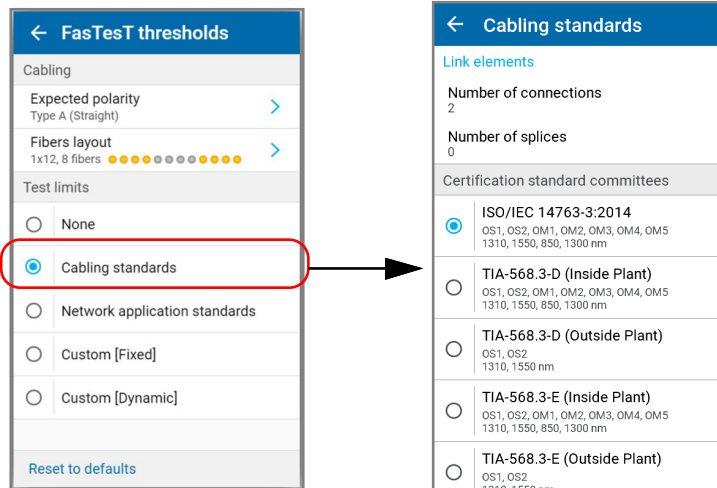 FasTesT thresholds
Cabling
Expected polarity
Type A (Straight)
Fibers layout
1x12, 8 fibers
Test limits
None
Cabling standards
Network application standards
Custom [Fixed]
Custom [Dynamic]
Reset to defaults
Cabling standards
Link elements
Number of connections
2
Number of splices
0
Certification standard committees
ISO/IEC 14763-3:2014
OS1, OS2, OM1, OM2, OM3, OM4, OM5
1310, 1550, 850, 1300 nm
TIA-568.3-D (Inside Plant)
OS1, OS2, OM1, OM2, OM3, OM4, OM5
1310, 1550, 850, 1300 nm
TIA-568.3-D (Outside Plant)
OS1, OS2
1310, 1550 nm
TIA-568.3-E (Inside Plant)
OS1, OS2, OM1, OM2, OM3, OM4, OM5
1310, 1550, 850, 1300 nm
TIA-568.3-E (Outside Plant)
OS1, OS2